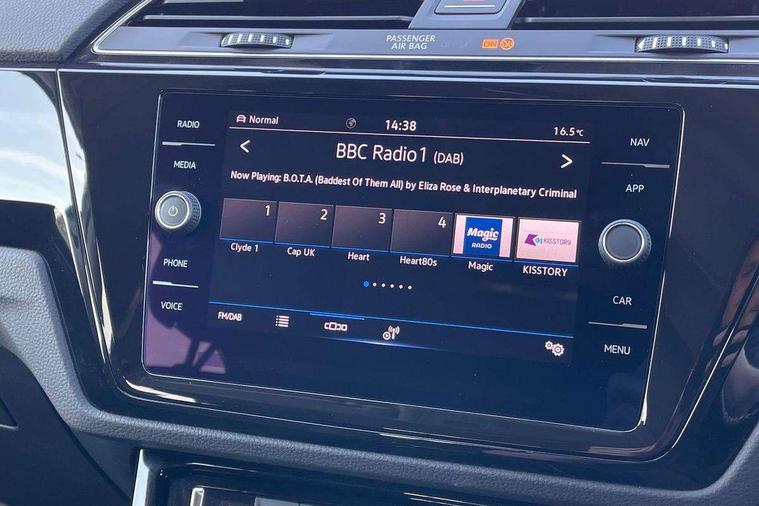 PASSENGER
AIR BAG
OFF
ON
RADIO
MEDIA
PHONE
VOICE
Normal
14:38
16.5°C
< BBC Radio 1 (DAB) >
Now Playing: B.O.T.A. (Baddest Of Them All) by Eliza Rose & Interplanetary Criminal
1 2 3 4 Magic RADIO KISSTORY
Clyde 1 Cap UK Heart Heart80s Magic KISSTORY
FM/DAB
NAV
APP
CAR
MENU